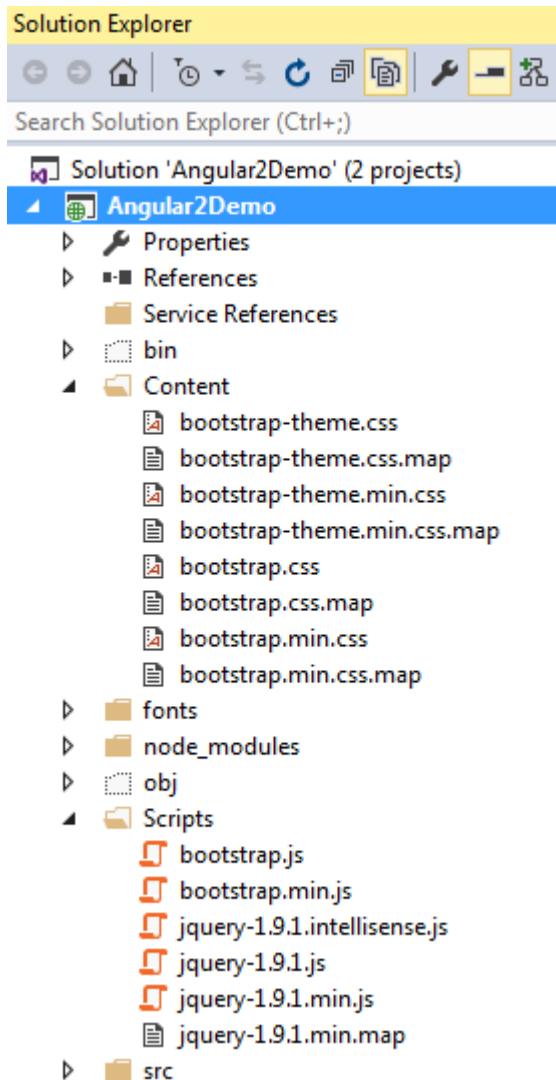 Solution Explorer
Search Solution Explorer (Ctrl+;)
Solution 'Angular2Demo' (2 projects)
Angular2Demo
Properties
References
Service References
bin
Content
bootstrap-theme.css
bootstrap-theme.css.map
bootstrap-theme.min.css
bootstrap-theme.min.css.map
bootstrap.css
bootstrap.css.map
bootstrap.min.css
bootstrap.min.css.map
fonts
node_modules
obj
Scripts
bootstrap.js
bootstrap.min.js
jquery-1.9.1.intellisense.js
jquery-1.9.1.js
jquery-1.9.1.min.js
jquery-1.9.1.min.map
src